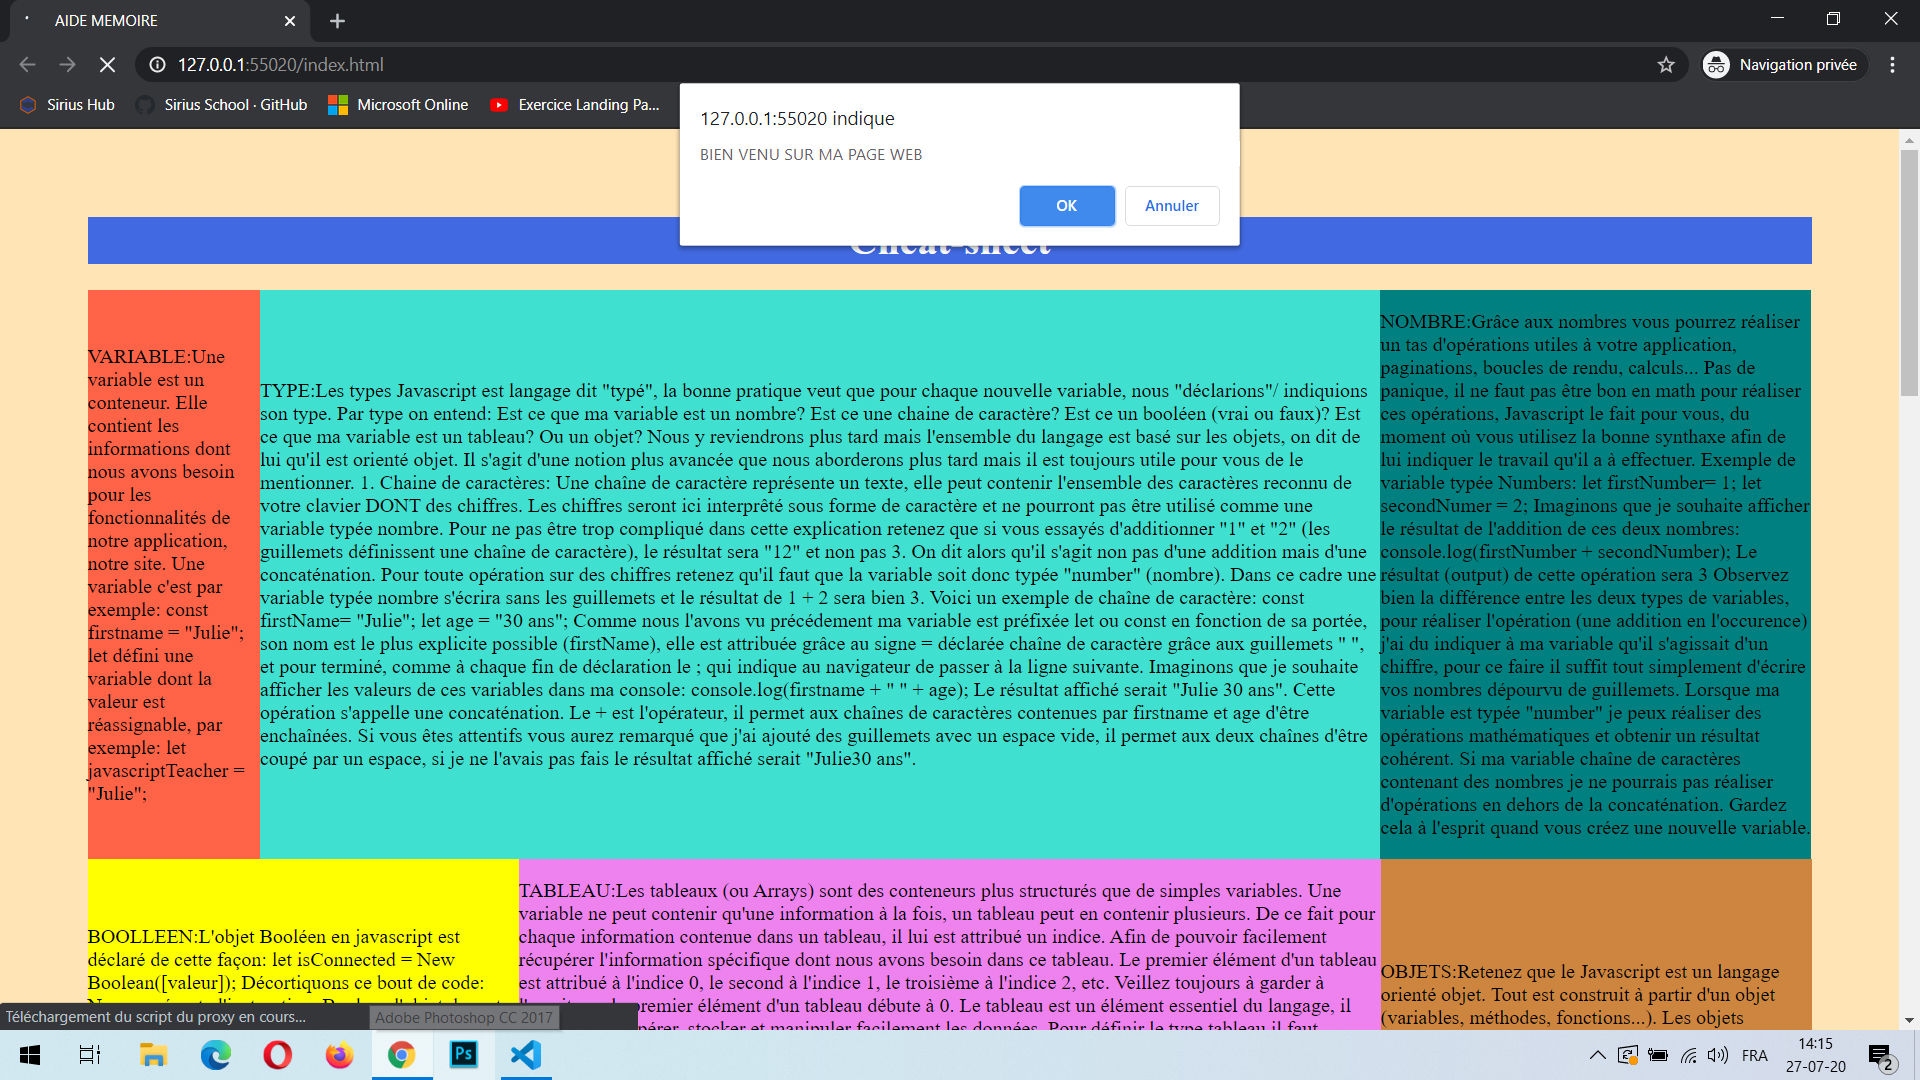 AIDE MEMOIRE
127.0.0.1:55020/index.html
Navigation privée
Sirius Hub
Sirius School · GitHub
Microsoft Online
Exercice Landing Pa...
127.0.0.1:55020 indique
BIEN VENU SUR MA PAGE WEB
OK
Annuler
Cheat-sheet
VARIABLE:Une
variable est un
conteneur. Elle
contient les
informations dont
nous avons besoin
pour les
fonctionnalités de
notre application,
notre site. Une
variable c'est par
exemple: const
firstname = "Julie";
let défini une
variable dont la
valeur est
réassignable, par
exemple: let
javascriptTeacher =
"Julie";
TYPE:Les types Javascript est langage dit "typé", la bonne pratique veut que pour chaque nouvelle variable, nous "déclarions"/ indiquions
son type. Par type on entend: Est ce que ma variable est un nombre? Est ce une chaine de caractère? Est ce un booléen (vrai ou faux)? Est
ce que ma variable est un tableau? Ou un objet? Nous y reviendrons plus tard mais l'ensemble du langage est basé sur les objets, on dit de
lui qu'il est orienté objet. Il s'agit d'une notion plus avancée que nous aborderons plus tard mais il est toujours utile pour vous de le
mentionner. 1. Chaine de caractères: Une chaîne de caractère représente un texte, elle peut contenir l'ensemble des caractères reconnu de
votre clavier DONT des chiffres. Les chiffres seront ici interprêté sous forme de caractère et ne pourront pas être utilisé comme une
variable typée nombre. Pour ne pas être trop compliqué dans cette explication retenez que si vous essayés d'additionner "1" et "2" (les
guillemets définissent une chaîne de caractère), le résultat sera "12" et non pas 3. On dit alors qu'il s'agit non pas d'une addition mais d'une
concaténation. Pour toute opération sur des chiffres retenez qu'il faut que la variable soit donc typée "number" (nombre). Dans ce cadre une
variable typée nombre s'écrira sans les guillemets et le résultat de 1 + 2 sera bien 3. Voici un exemple de chaîne de caractère: const
firstName= "Julie"; let age = "30 ans"; Comme nous l'avons vu précédement ma variable est préfixée let ou const en fonction de sa portée,
son nom est le plus explicite possible (firstName), elle est attribuée grâce au signe = déclarée chaîne de caractère grâce aux guillemets " ",
et pour terminé, comme à chaque fin de déclaration le ; qui indique au navigateur de passer à la ligne suivante. Imaginons que je souhaite
afficher les valeurs de ces variables dans ma console: console.log(firstname + " " + age); Le résultat affiché serait "Julie 30 ans". Cette
opération s'appelle une concaténation. Le + est l'opérateur, il permet aux chaînes de caractères contenues par firstname et age d'être
enchaînées. Si vous êtes attentifs vous aurez remarqué que j'ai ajouté des guillemets avec un espace vide, il permet aux deux chaînes d'être
coupé par un espace, si je ne l'avais pas fais le résultat affiché serait "Julie30 ans".
NOMBRE:Grâce aux nombres vous pourrez réaliser
un tas d'opérations utiles à votre application,
paginations, boucles de rendu, calculs... Pas de
panique, il ne faut pas être bon en math pour réaliser
ces opérations, Javascript le fait pour vous, du
moment où vous utilisez la bonne synthaxe afin de
lui indiquer le travail qu'il a à effectuer. Exemple de
variable typée Numbers: let firstNumber= 1; let
secondNumer = 2; Imaginons que je souhaite afficher
le résultat de l'addition de ces deux nombres:
console.log(firstNumber + secondNumber); Le
résultat (output) de cette opération sera 3 Observez
bien la différence entre les deux types de variables,
pour réaliser l'opération (une addition en l'occurence)
j'ai du indiquer à ma variable qu'il s'agissait d'un
chiffre, pour ce faire il suffit tout simplement d'écrire
vos nombres dépourvu de guillemets. Lorsque ma
variable est typée "number" je peux réaliser des
opérations mathématiques et obtenir un résultat
cohérent. Si ma variable chaîne de caractères
contenant des nombres je ne pourrais pas réaliser
d'opérations en dehors de la concaténation. Gardez
cela à l'esprit quand vous créez une nouvelle variable.
BOOLLEEN:L'objet Booléen en javascript est
déclaré de cette façon: let isConnected = New
Boolean([valeur]); Décortiquons ce bout de code:
TABLEAU:Les tableaux (ou Arrays) sont des conteneurs plus structurés que de simples variables. Une
variable ne peut contenir qu'une information à la fois, un tableau peut en contenir plusieurs. De ce fait pour
chaque information contenue dans un tableau, il lui est attribué un indice. Afin de pouvoir facilement
récupérer l'information spécifique dont nous avons besoin dans ce tableau. Le premier élément d'un tableau
est attribué à l'indice 0, le second à l'indice 1, le troisième à l'indice 2, etc. Veillez toujours à garder à
premier élément d'un tableau débute à 0. Le tableau est un élément essentiel du langage, il
stocker et manipuler facilement les données. Pour définir le type tableau il faut
OBJETS:Retenez que le Javascript est un langage
orienté objet. Tout est construit à partir d'un objet
(variables, méthodes, fonctions...). Les objets
Téléchargement du script du proxy en cours...
Adobe Photoshop CC 2017
Ps
FRA
14:15
27-07-20
2